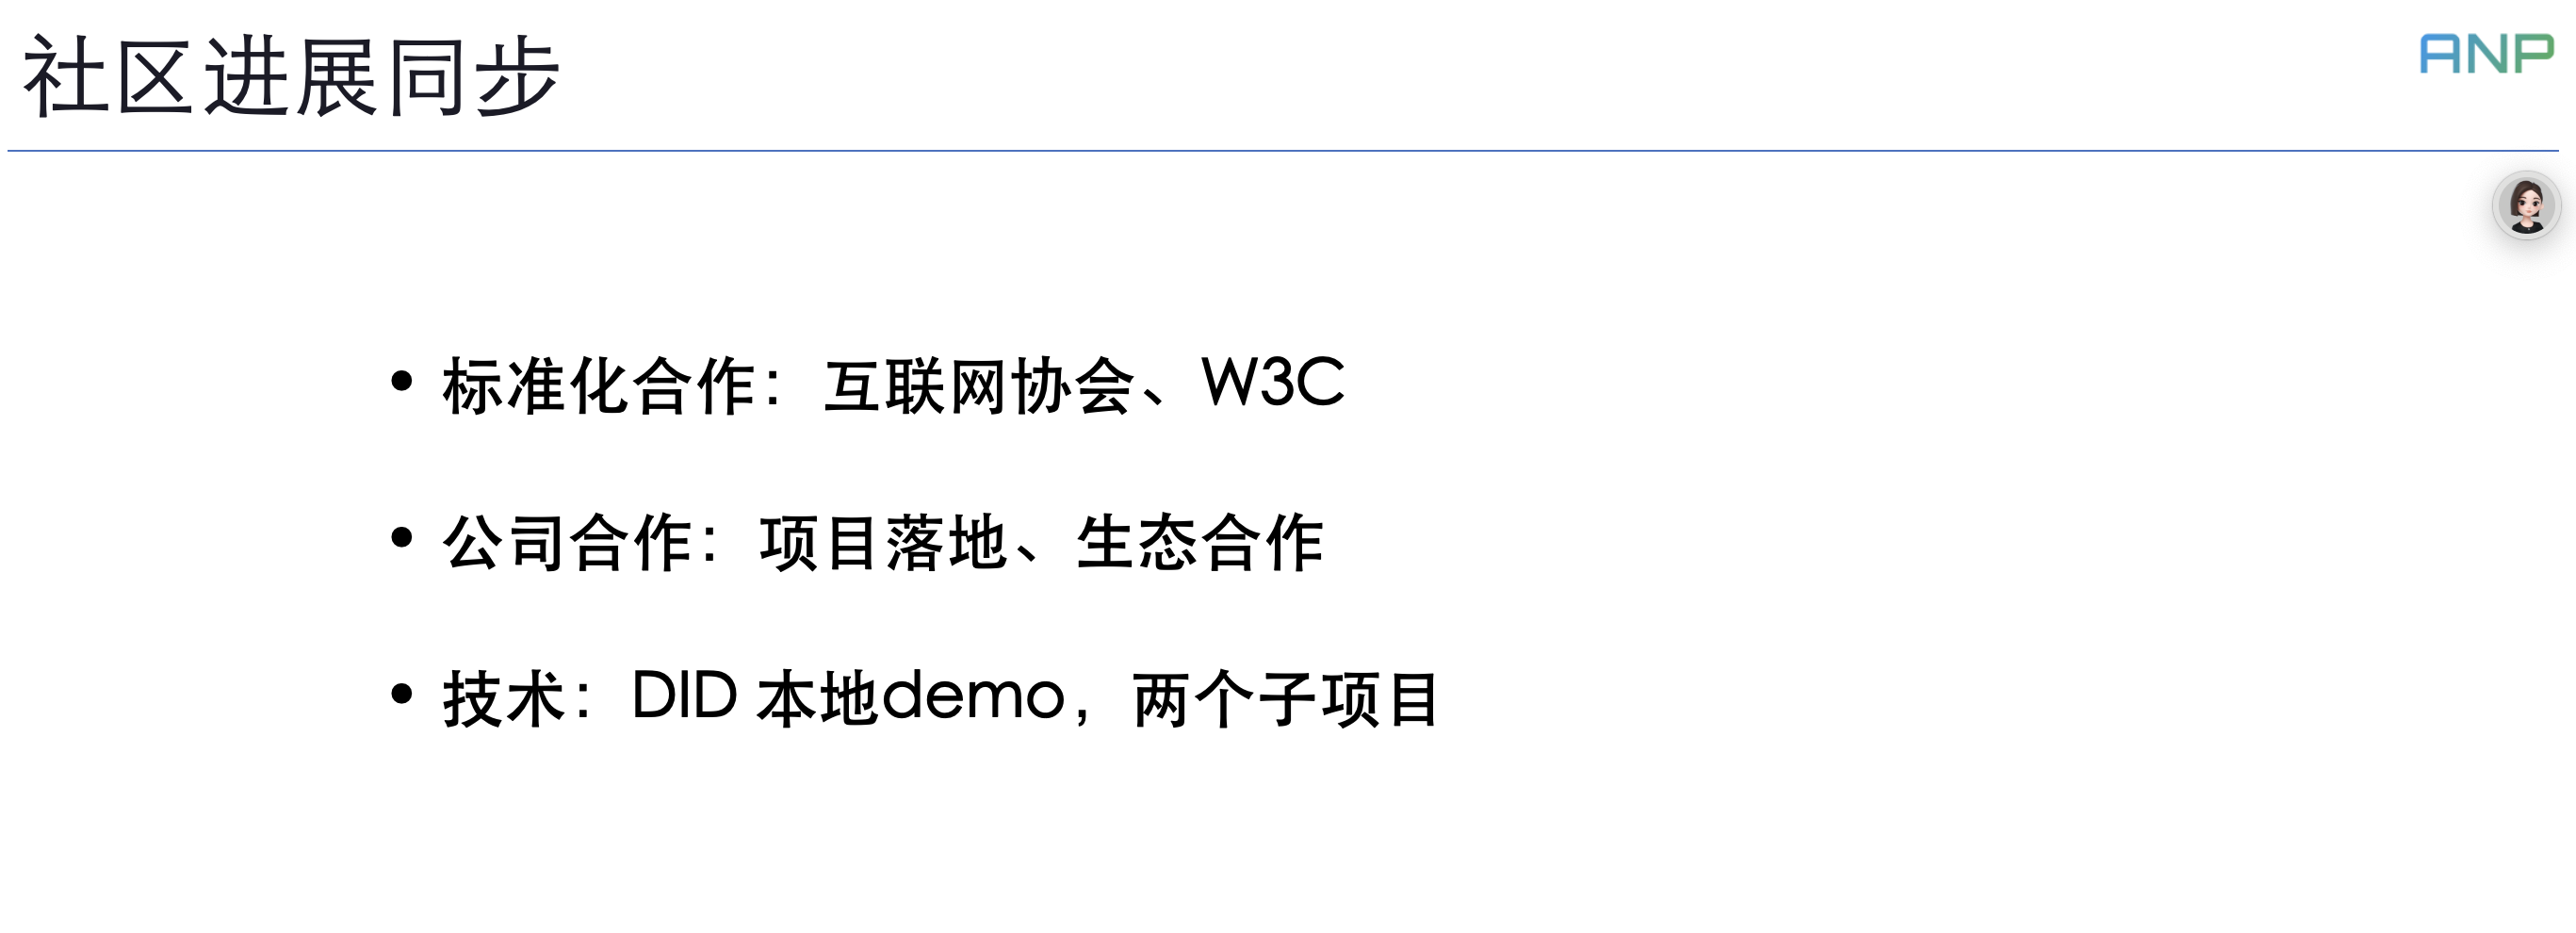 社区进展同步
ANP
• 标准化合作：互联网协会、W3C
• 公司合作：项目落地、生态合作
• 技术：DID 本地demo，两个子项目